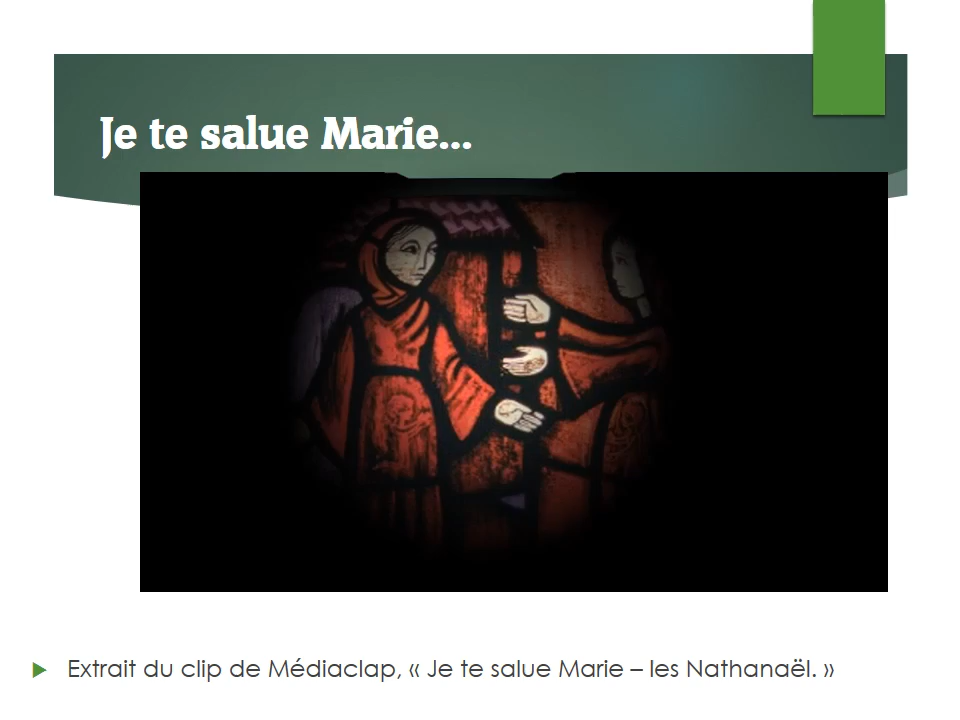 Je te salue Marie...
Extrait du clip de Médiaclap, « Je te salue Marie – les Nathanaël. »